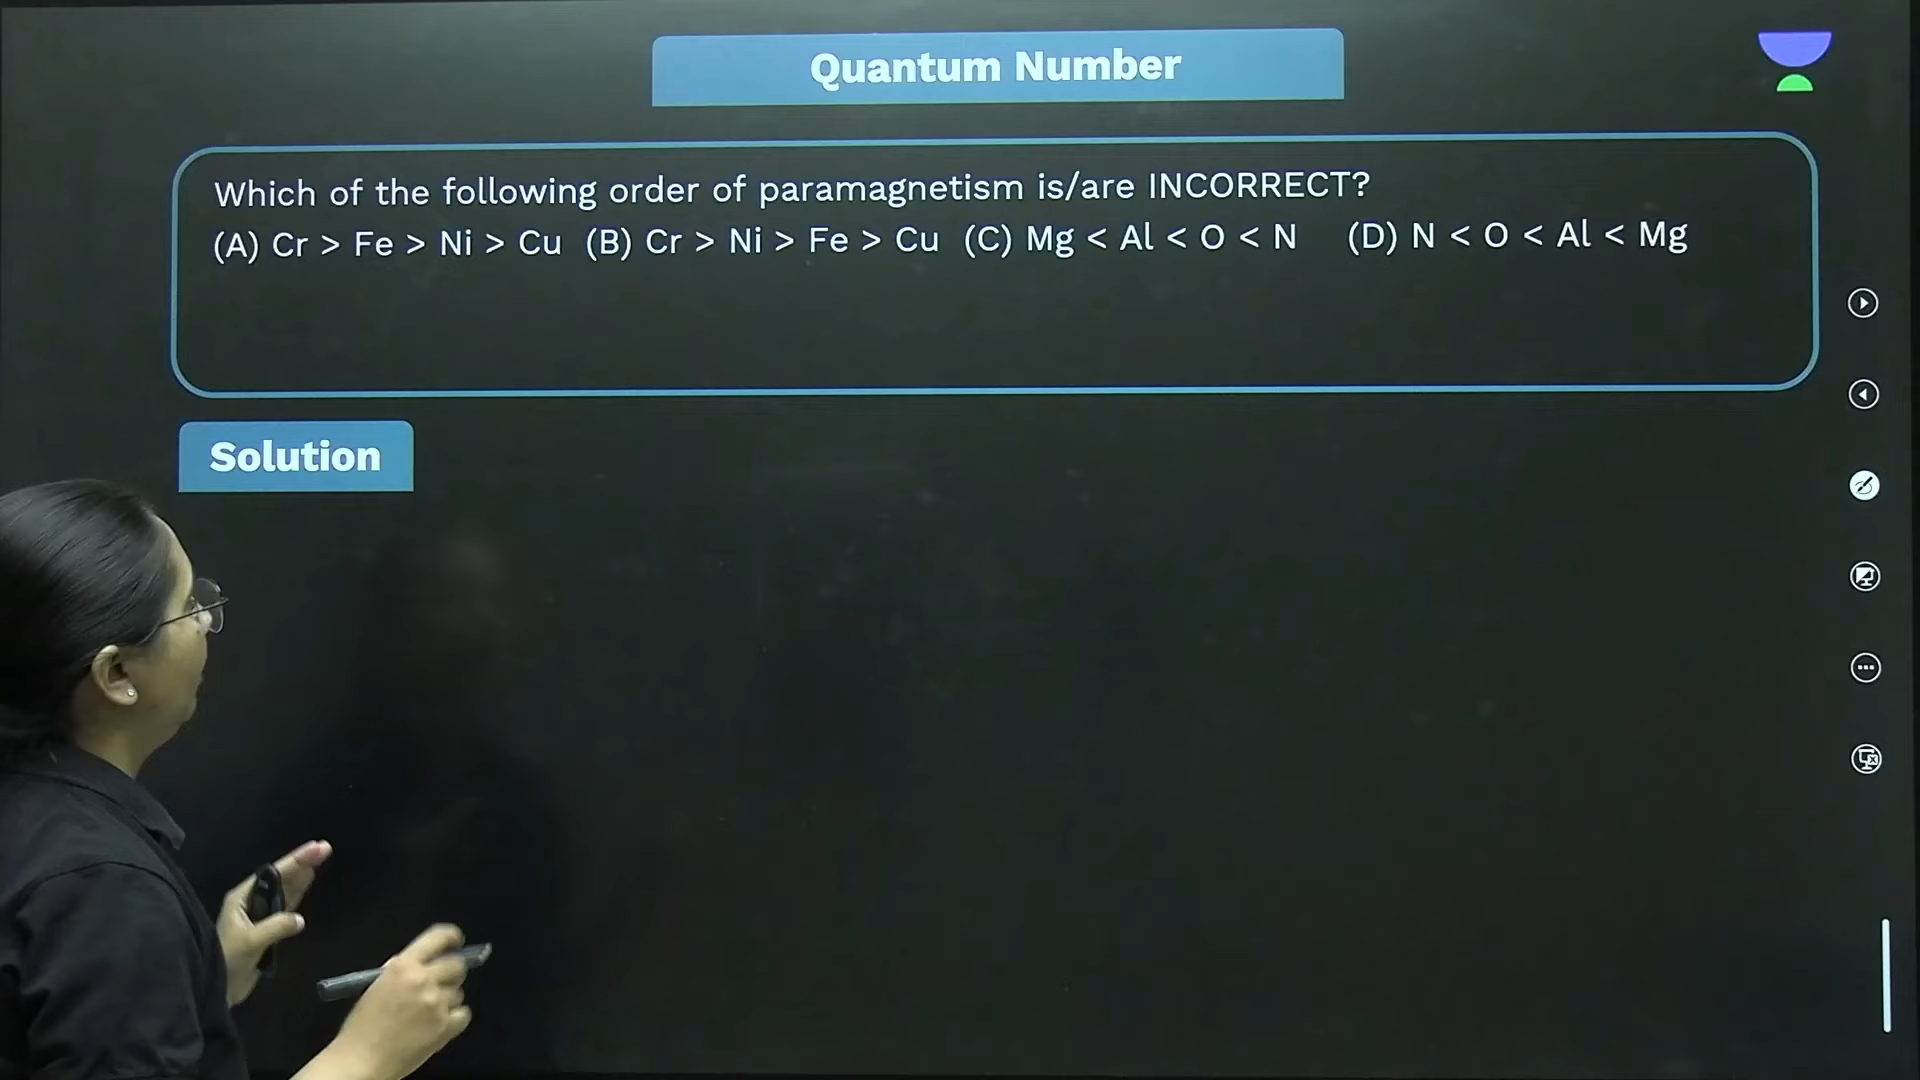 Quantum Number
Which of the following order of paramagnetism is/are INCORRECT?
(A) Cr > Fe > Ni > Cu (B) Cr > Ni > Fe > Cu (C) Mg < Al < O < N (D) N < O < Al < Mg
Solution